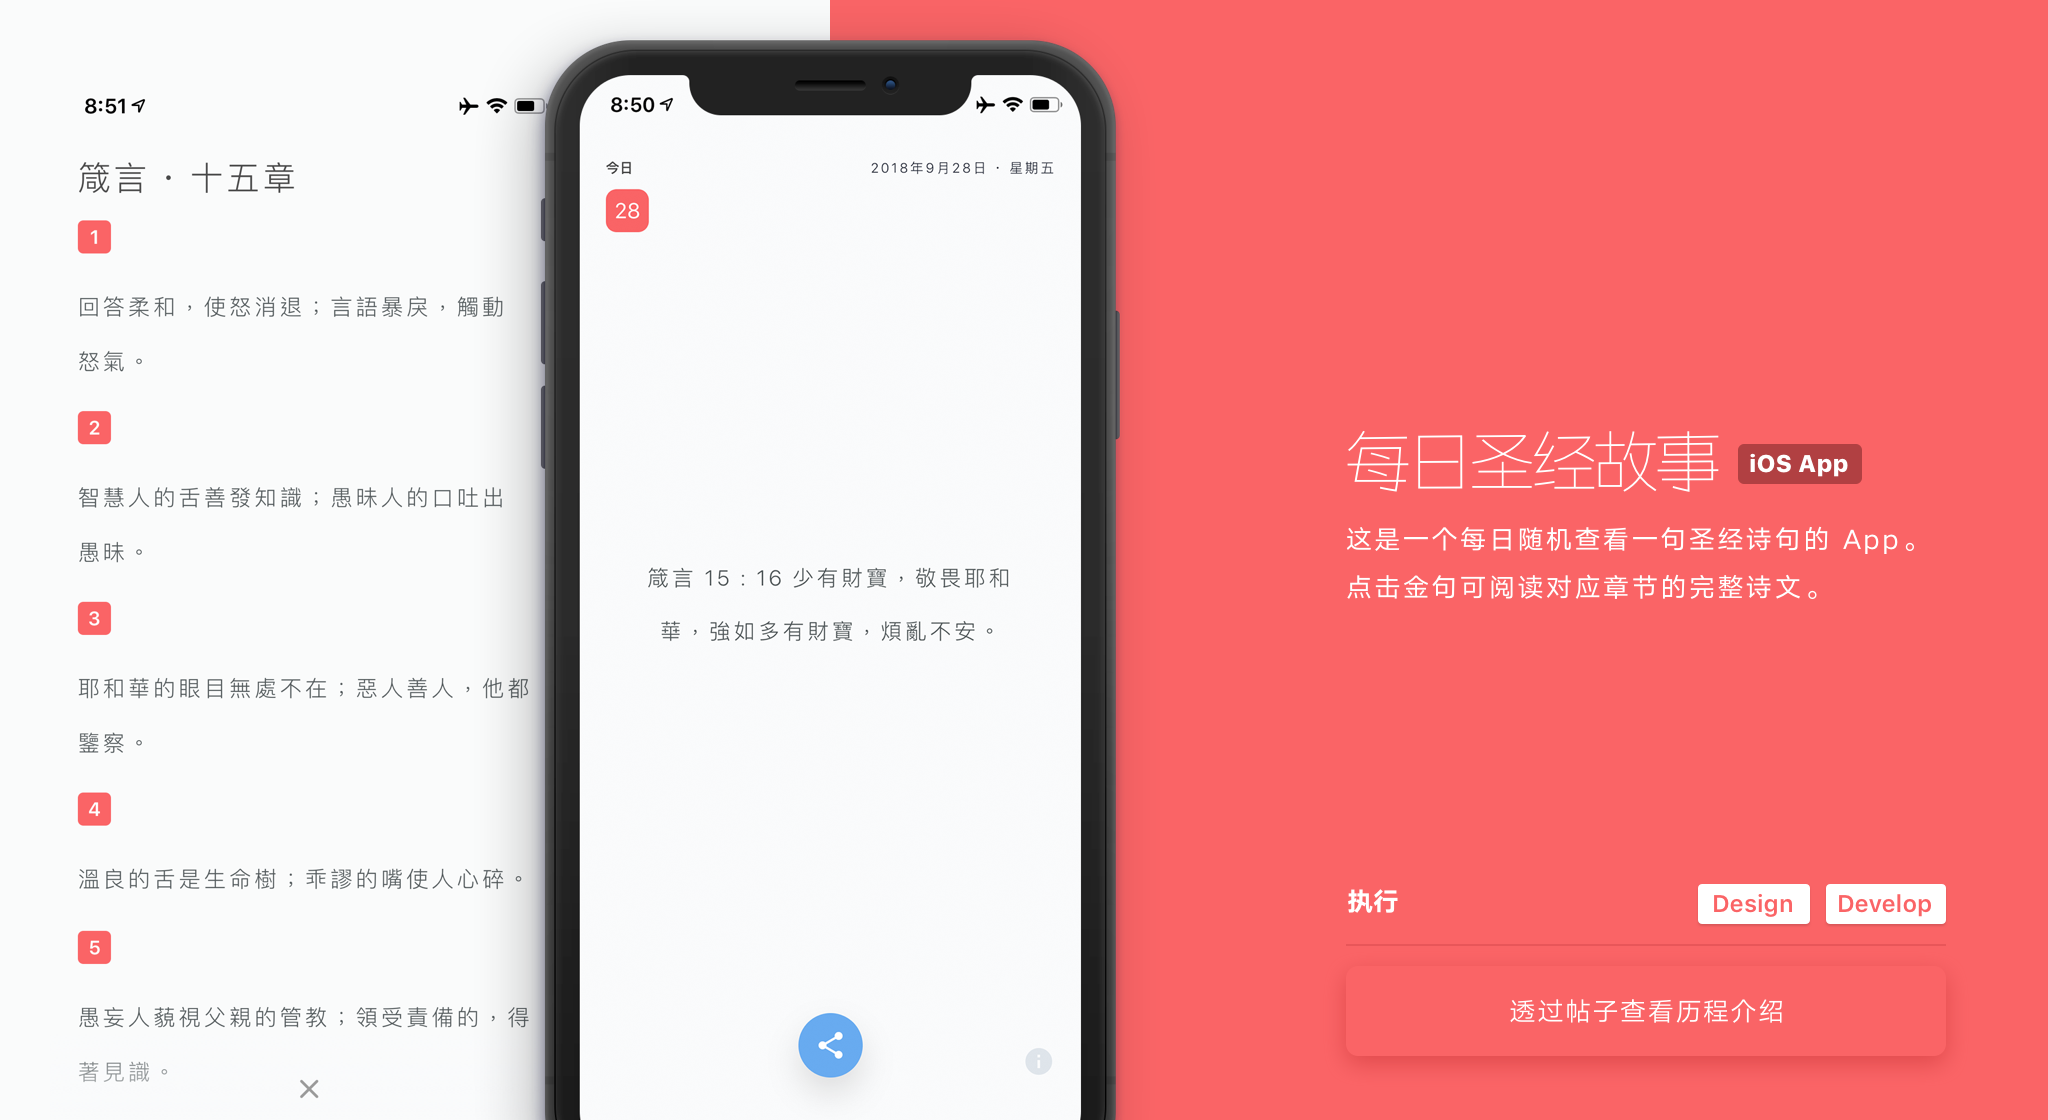 8:51
箴言 · 十五章
1
回答柔和，使怒消退；言語暴戾，觸動
怒氣。
2
智慧人的舌善發知識；愚昧人的口吐出
愚昧。
3
耶和華的眼目無處不在；惡人善人，他都
鑒察。
4
溫良的舌是生命樹；乖謬的嘴使人心碎。
5
愚妄人藐視父親的管教；領受責備的，得
著見識。
8:50
今日
2018年9月28日 · 星期五
28
箴言 15 : 16 少有財寶，敬畏耶和
華，強如多有財寶，煩亂不安。
每日圣经故事 iOS App
这是一个每日随机查看一句圣经诗句的 App。
点击金句可阅读对应章节的完整诗文。
执行 Design Develop
透过帖子查看历程介绍